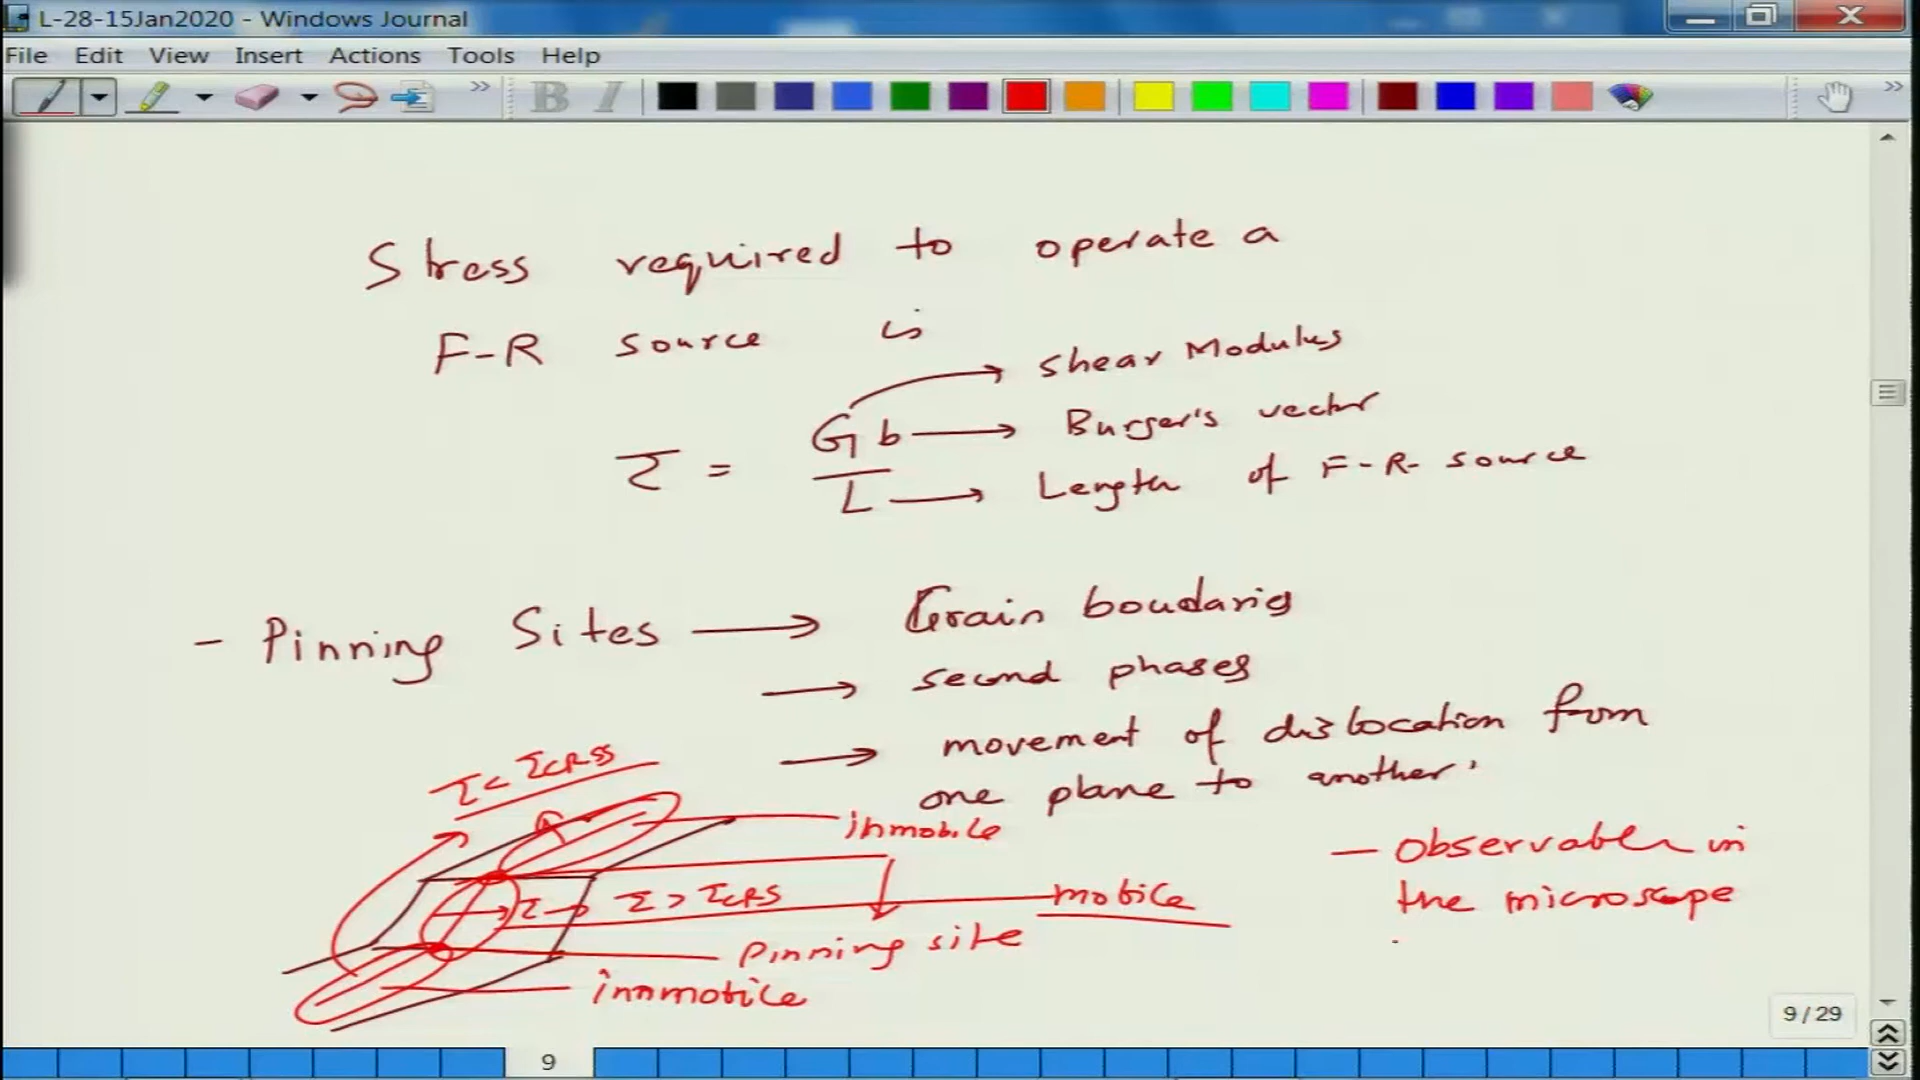 L-28-15Jan2020 - Windows Journal
File Edit View Insert Actions Tools Help
B I
Stress required to operate a
F-R source is
τ = Gb / L
→ Shear Modulus
→ Burger's vector
→ Length of F-R- source
- Pinning Sites → Grain boudaries
→ second phases
→ movement of dislocation from
one plane to another
τ < τCRSS
immobile
τ → τ > τCRS
mobile
Pinning site
immobile
- Observable in
the microscope
9 / 29
9